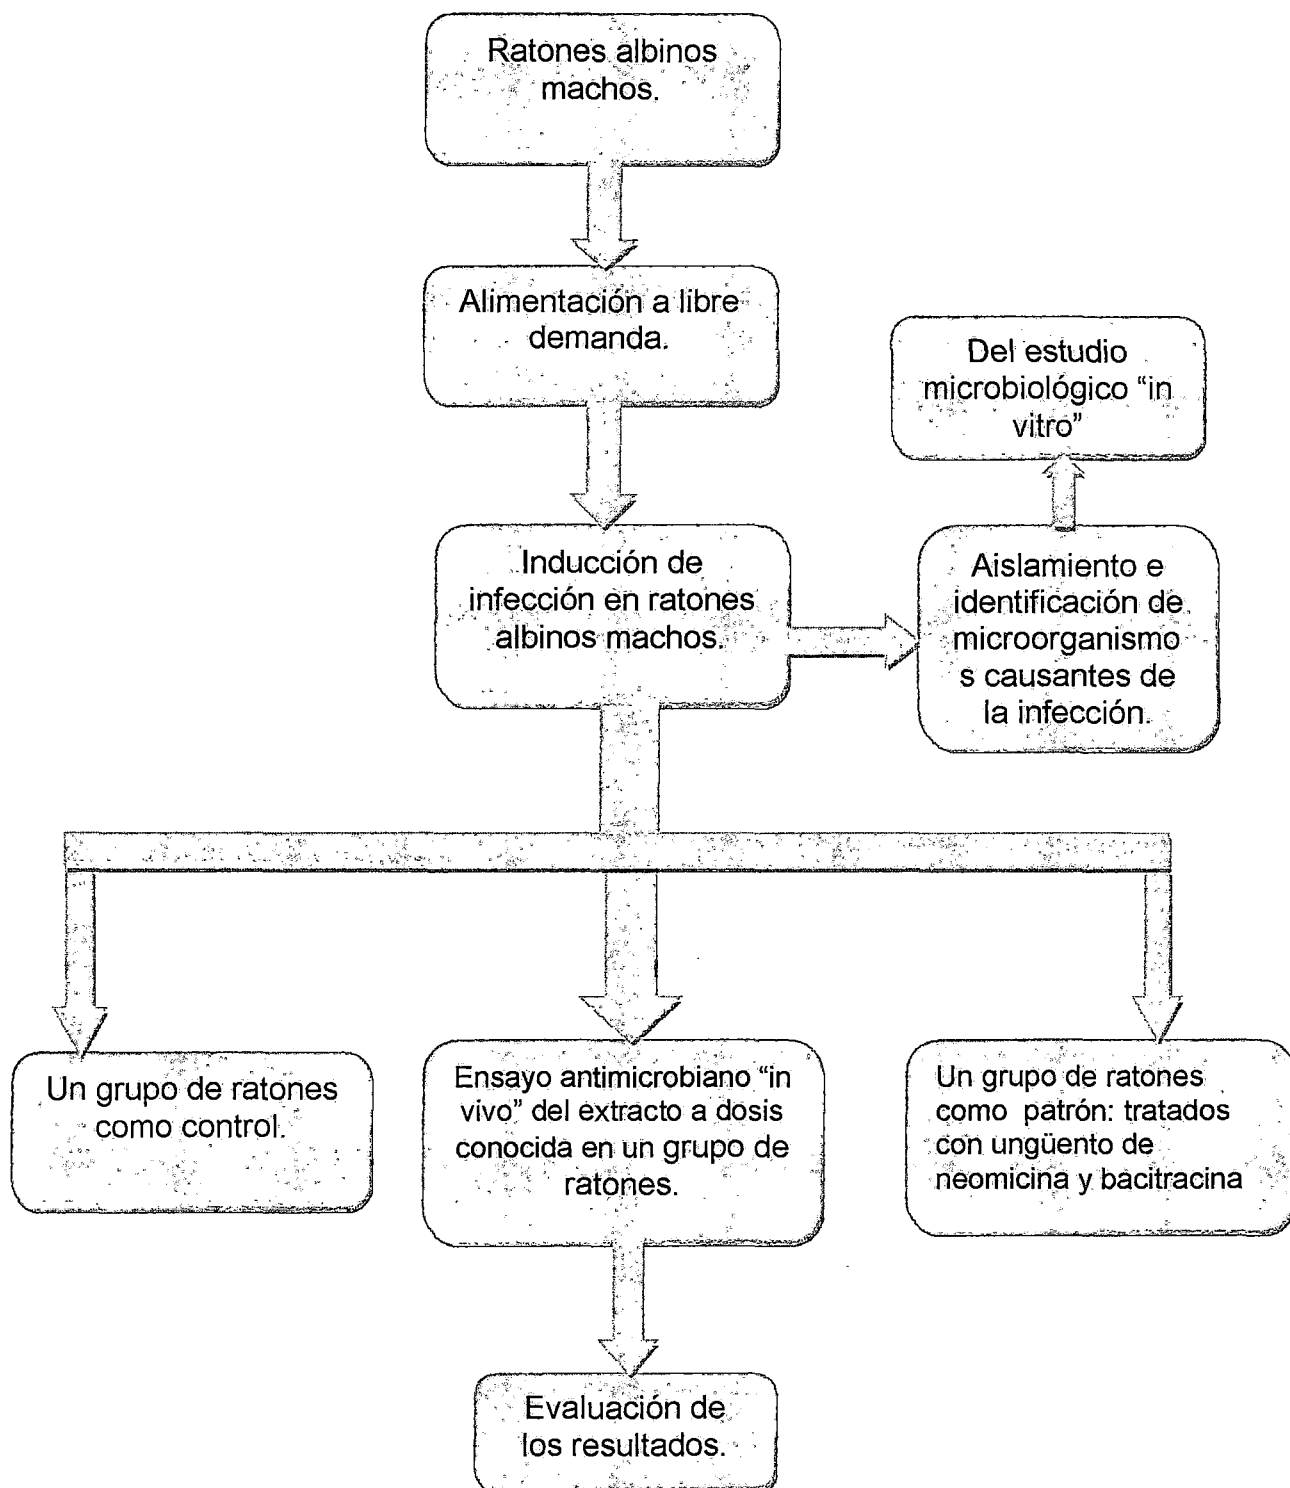 Ratones albinos
machos.
Alimentación a libre
demanda.
Del estudio
microbiológico “in
vitro”
Inducción de
infección en ratones
albinos machos.
Aislamiento e
identificación de
microorganismo
s causantes de
la infección.
Un grupo de ratones
como control.
Ensayo antimicrobiano “in
vivo” del extracto a dosis
conocida en un grupo de
ratones.
Un grupo de ratones
como patrón: tratados
con ungüento de
neomicina y bacitracina
Evaluación de
los resultados.